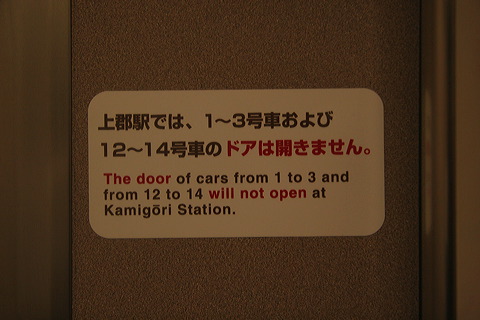 上郡駅では、1～3号車および
12～14号車のドアは開きません。
The door of cars from 1 to 3 and
from 12 to 14 will not open at
Kamigōri Station.